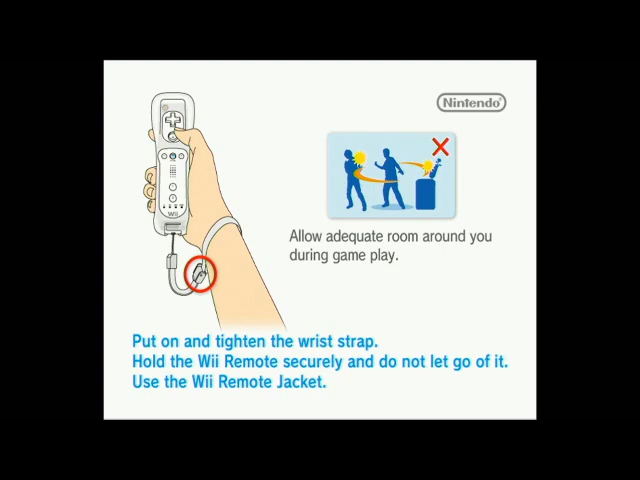 Nintendo
Wii
Allow adequate room around you
during game play.
Put on and tighten the wrist strap.
Hold the Wii Remote securely and do not let go of it.
Use the Wii Remote Jacket.